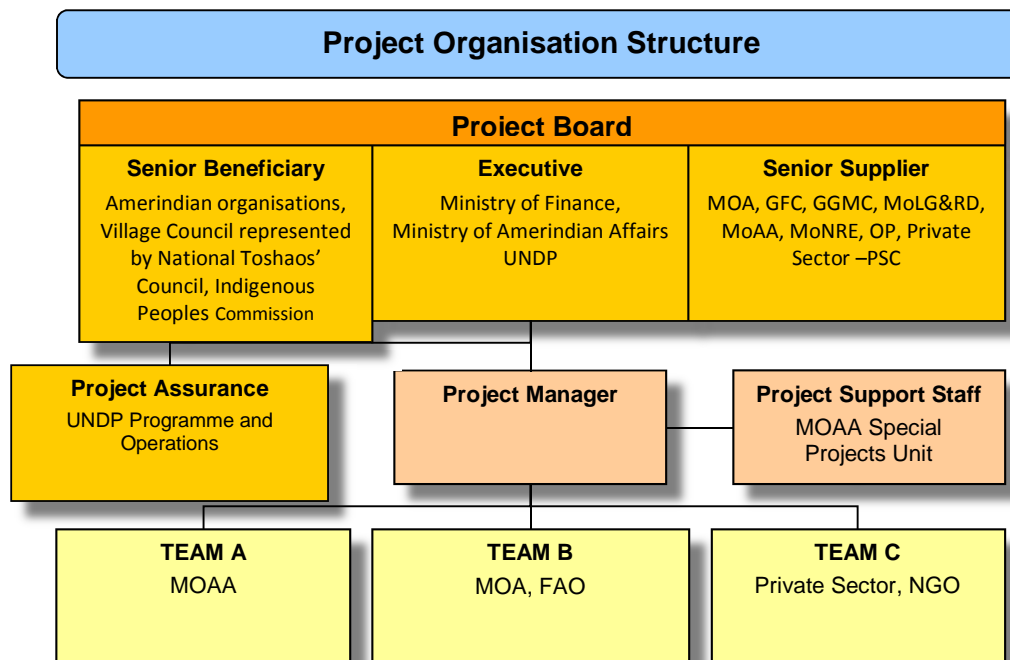 Project Organisation Structure
Project Board
Senior Beneficiary
Amerindian organisations,
Village Council represented
by National Toshaos’
Council, Indigenous
Peoples Commission
Executive
Ministry of Finance,
Ministry of Amerindian Affairs
UNDP
Senior Supplier
MOA, GFC, GGMC, MoLG&RD,
MoAA, MoNRE, OP, Private
Sector –PSC
Project Assurance
UNDP Programme and
Operations
Project Manager
Project Support Staff
MOAA Special
Projects Unit
TEAM A
MOAA
TEAM B
MOA, FAO
TEAM C
Private Sector, NGO